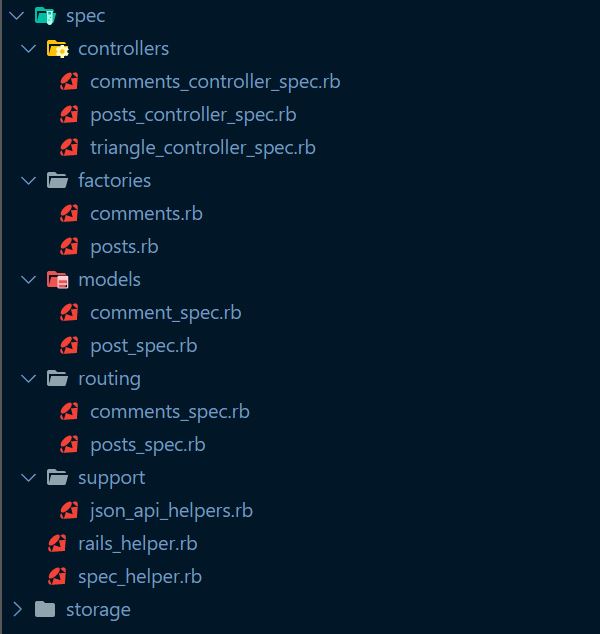 spec
controllers
comments_controller_spec.rb
posts_controller_spec.rb
triangle_controller_spec.rb
factories
comments.rb
posts.rb
models
comment_spec.rb
post_spec.rb
routing
comments_spec.rb
posts_spec.rb
support
json_api_helpers.rb
rails_helper.rb
spec_helper.rb
storage